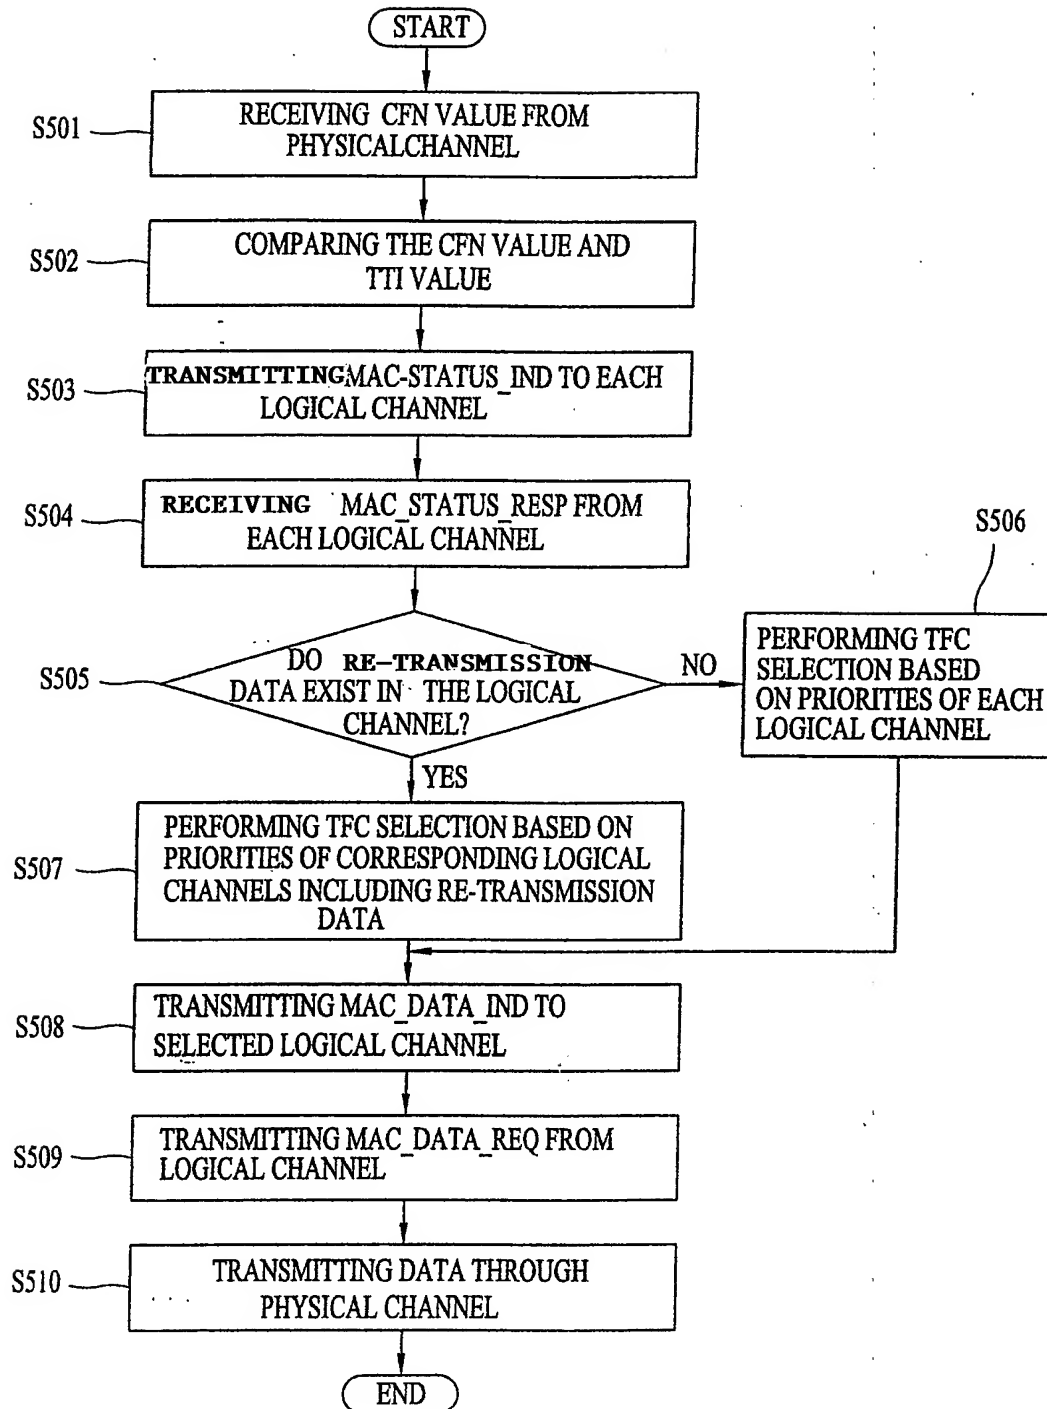 START
S501
RECEIVING CFN VALUE FROM
PHYSICALCHANNEL
S502
COMPARING THE CFN VALUE AND
TTI VALUE
S503
TRANSMITTINGMAC-STATUS_IND TO EACH
LOGICAL CHANNEL
S504
RECEIVING MAC_STATUS_RESP FROM
EACH LOGICAL CHANNEL
S505
DO RE-TRANSMISSION
DATA EXIST IN THE LOGICAL
CHANNEL?
NO
S506
PERFORMING TFC
SELECTION BASED
ON PRIORITIES OF EACH
LOGICAL CHANNEL
YES
S507
PERFORMING TFC SELECTION BASED ON
PRIORITIES OF CORRESPONDING LOGICAL
CHANNELS INCLUDING RE-TRANSMISSION
DATA
S508
TRANSMITTING MAC_DATA_IND TO
SELECTED LOGICAL CHANNEL
S509
TRANSMITTING MAC_DATA_REQ FROM
LOGICAL CHANNEL
S510
TRANSMITTING DATA THROUGH
PHYSICAL CHANNEL
END